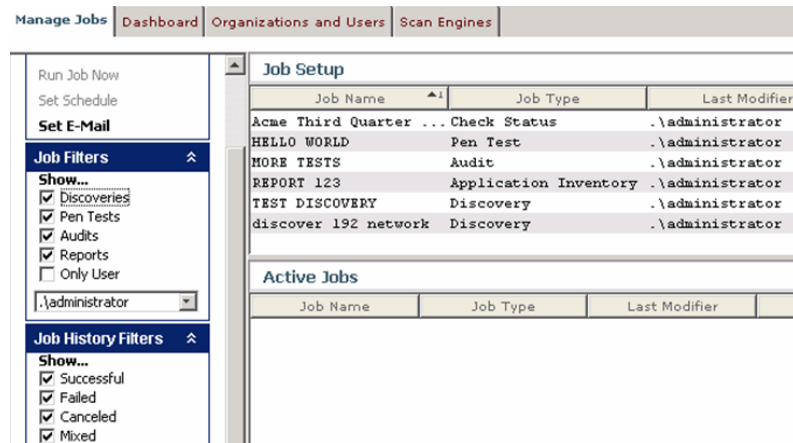 Manage Jobs Dashboard Organizations and Users Scan Engines
Run Job Now
Set Schedule
Set E-Mail
Job Filters
Show...
Discoveries
Pen Tests
Audits
Reports
Only User
.\administrator
Job History Filters
Show...
Successful
Failed
Canceled
Mixed
Job Setup
Job Name 1 Job Type Last Modifier
Acme Third Quarter ... Check Status .\administrator
HELLO WORLD Pen Test .\administrator
MORE TESTS Audit .\administrator
REPORT 123 Application Inventory .\administrator
TEST DISCOVERY Discovery .\administrator
discover 192 network Discovery .\administrator
Active Jobs
Job Name Job Type Last Modifier